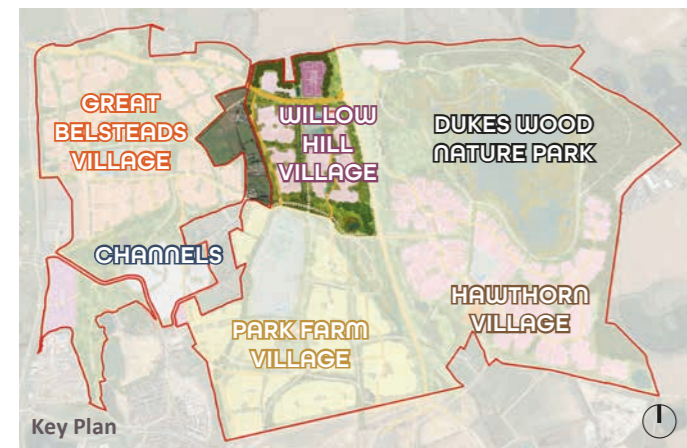 GREAT
BELSTEADS
VILLAGE
WILLOW
HILL
VILLAGE
DUKES WOOD
NATURE PARK
CHANNELS
HAWTHORN
VILLAGE
PARK FARM
VILLAGE
Key Plan